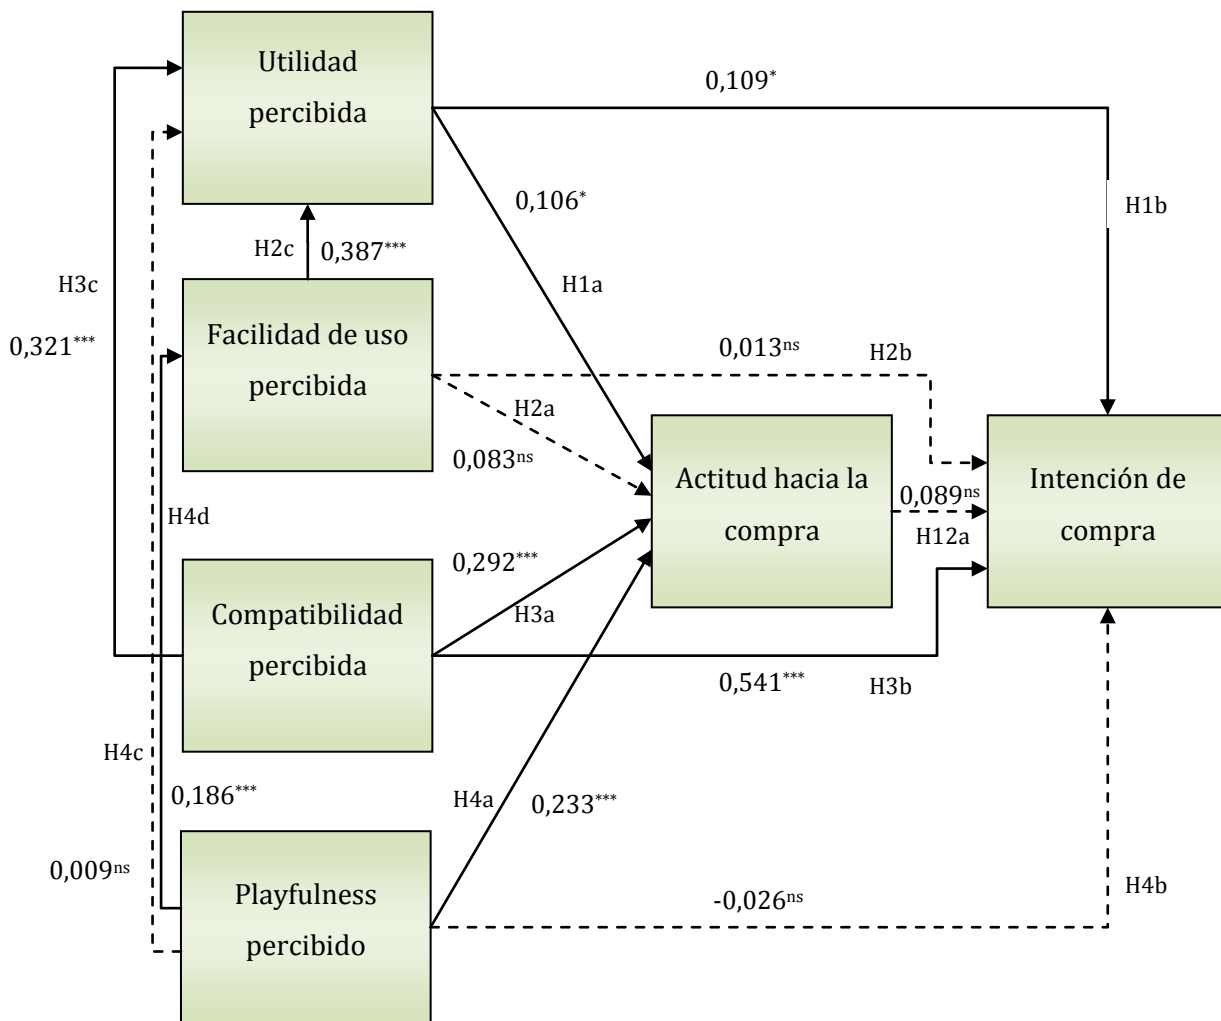 Utilidad
percibida
0,109*
0,106*
H1b
H2c
0,387***
H3c
H1a
0,321***
Facilidad de uso
percibida
0,013ns
H2b
H2a
0,083ns
Actitud hacia la
compra
0,089ns
Intención de
compra
H4d
H12a
0,292***
Compatibilidad
percibida
H3a
0,541***
H3b
H4c
0,186***
H4a
0,233***
0,009ns
Playfulness
percibido
-0,026ns
H4b